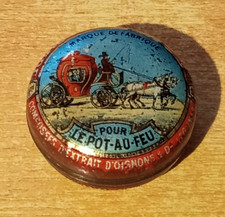 MARQUE DE FABRIQUE
POUR
LE POT-AU-FEU
D'EXTRAIT D'OIGNONS